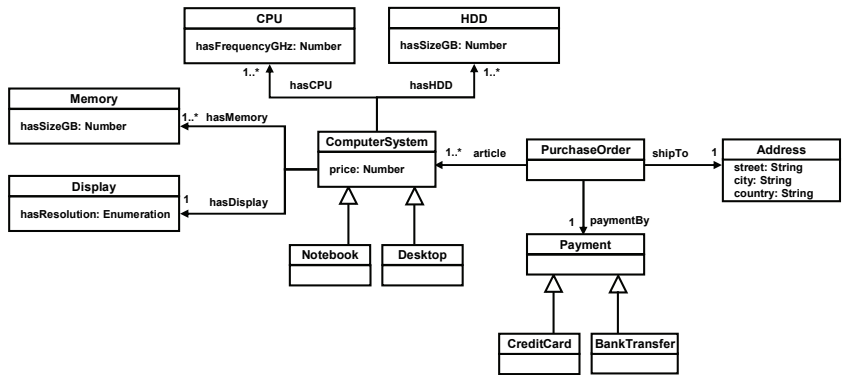 CPU
hasFrequencyGHz: Number
HDD
hasSizeGB: Number
1..*
hasCPU
hasHDD
1..*
Memory
hasSizeGB: Number
1..*
hasMemory
ComputerSystem
price: Number
1..*
article
PurchaseOrder
shipTo
1
Address
street: String
city: String
country: String
Display
hasResolution: Enumeration
1
hasDisplay
1
paymentBy
Notebook
Desktop
Payment
CreditCard
BankTransfer